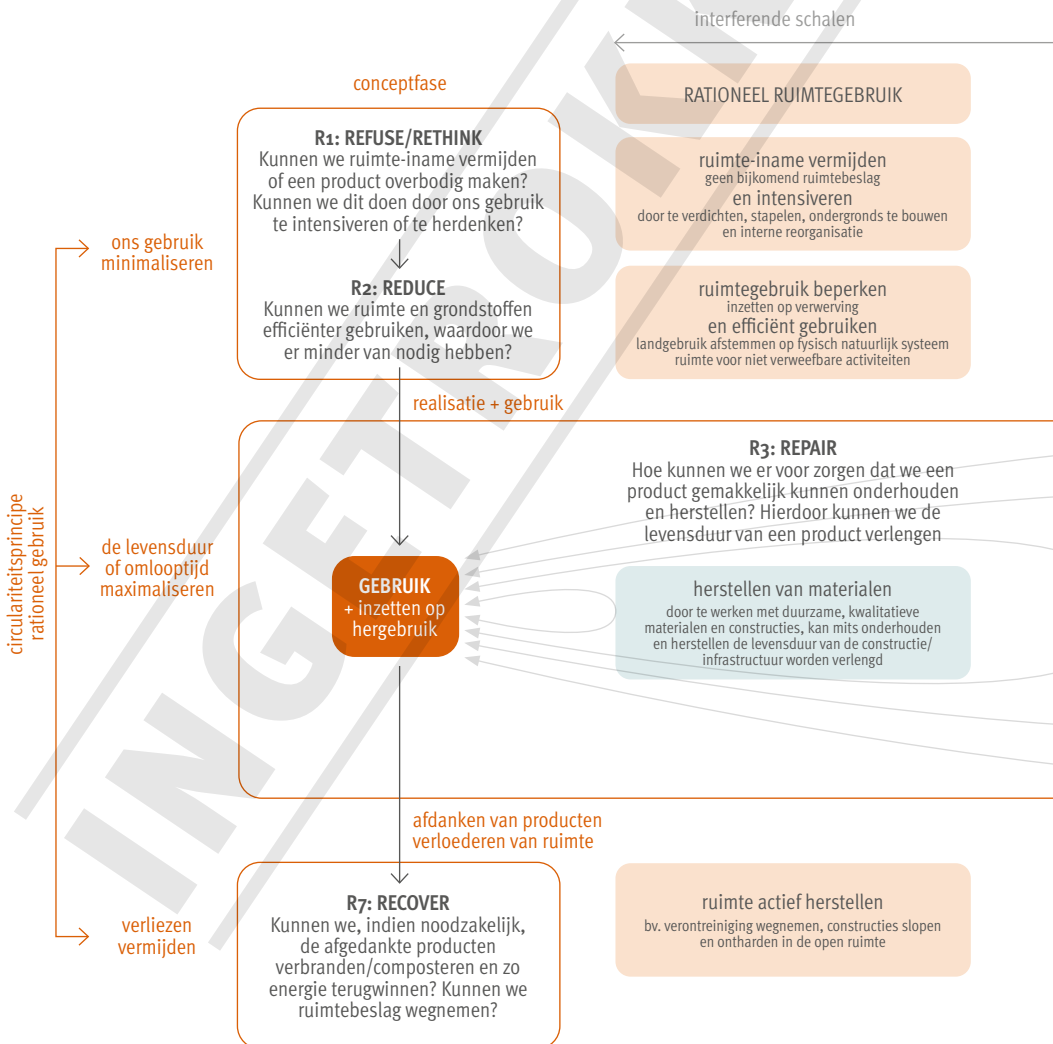 interferende schalen
conceptfase
RATIONEEL RUIMTEGEBRUIK
R1: REFUSE/RETHINK
Kunnen we ruimte-iname vermijden
of een product overbodig maken?
Kunnen we dit doen door ons gebruik
te intensiveren of te herdenken?
ruimte-iname vermijden
geen bijkomend ruimtebeslag
en intensiveren
door te verdichten, stapelen, ondergronds te bouwen
en interne reorganisatie
ons gebruik
minimaliseren
R2: REDUCE
Kunnen we ruimte en grondstoffen
efficiënter gebruiken, waardoor we
er minder van nodig hebben?
ruimtegebruik beperken
inzetten op verwerving
en efficiënt gebruiken
landgebruik afstemmen op fysisch natuurlijk systeem
ruimte voor niet verweefbare activiteiten
realisatie + gebruik
R3: REPAIR
Hoe kunnen we er voor zorgen dat we een
product gemakkelijk kunnen onderhouden
en herstellen? Hierdoor kunnen we de
levensduur van een product verlengen
circulariteitsprincipe
rationeel gebruik
de levensduur
of omlooptijd
maximaliseren
GEBRUIK
+ inzetten op
hergebruik
herstellen van materialen
door te werken met duurzame, kwalitatieve
materialen en constructies, kan mits onderhouden
en herstellen de levensduur van de constructie/
infrastructuur worden verlengd
afdanken van producten
verloederen van ruimte
verliezen
vermijden
R7: RECOVER
Kunnen we, indien noodzakelijk,
de afgedankte producten
verbranden/composteren en zo
energie terugwinnen? Kunnen we
ruimtebeslag wegnemen?
ruimte actief herstellen
bv. verontreiniging wegnemen, constructies slopen
en ontharden in de open ruimte
INGETROKK